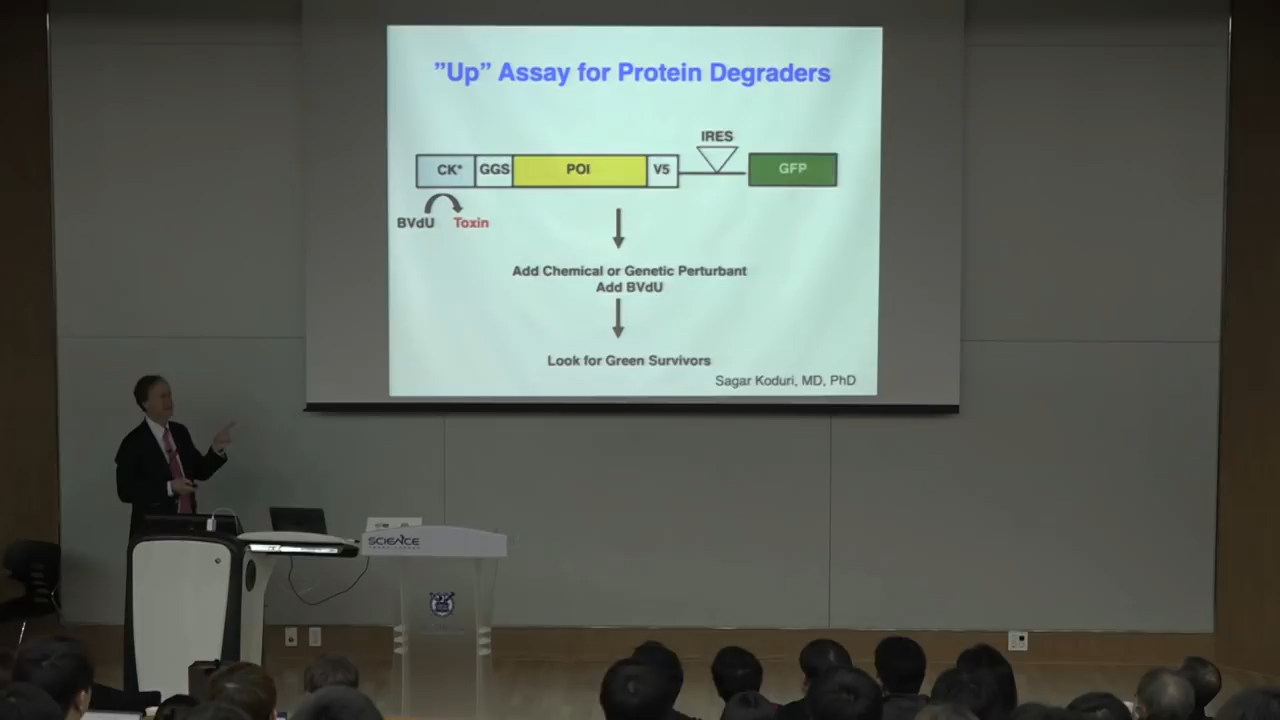 ”Up” Assay for Protein Degraders
IRES
CK* GGS POI V5 GFP
BVdU Toxin
Add Chemical or Genetic Perturbant
Add BVdU
Look for Green Survivors
Sagar Koduri, MD, PhD
SCIENCE